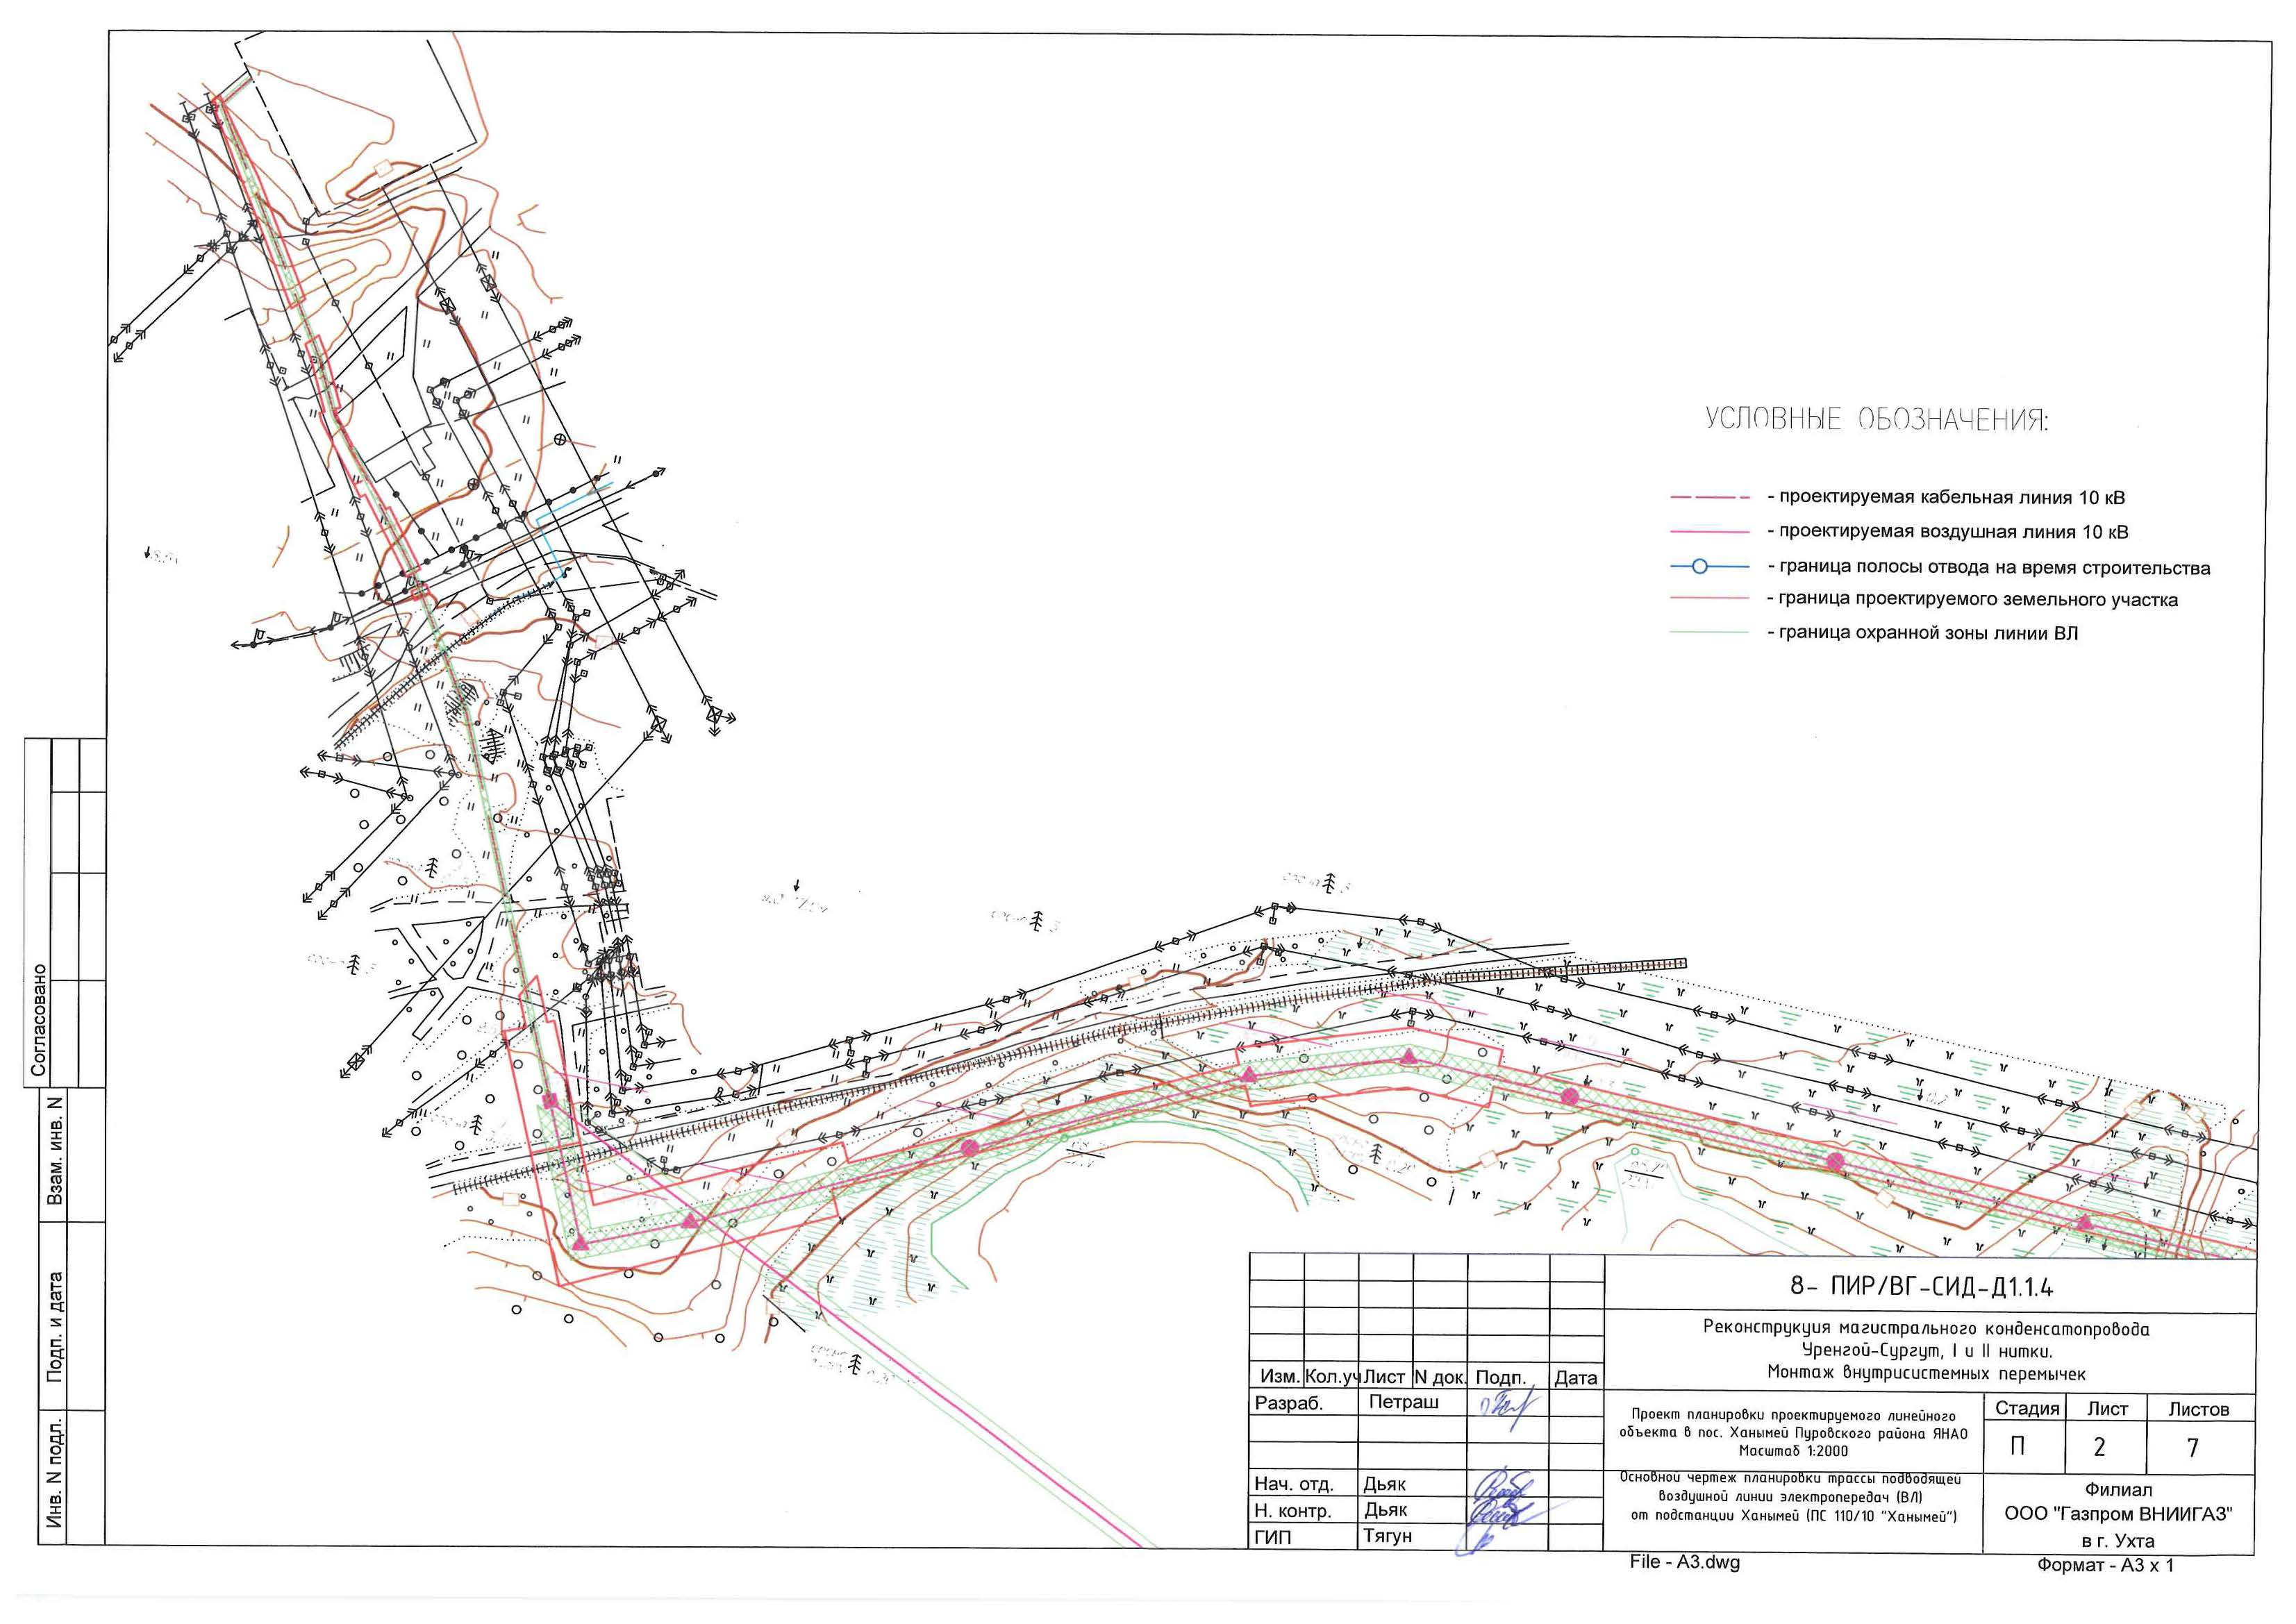 УСЛОВНЫЕ ОБОЗНАЧЕНИЯ:
- проектируемая кабельная линия 10 кВ
- проектируемая воздушная линия 10 кВ
- граница полосы отвода на время строительства
- граница проектируемого земельного участка
- граница охранной зоны линии ВЛ
Согласовано
Взам. инв. N
Подп. и дата
Инв. N подл.
8- ПИР/ВГ-СИД-Д1.1.4
Реконструкция магистрального конденсатопровода
Уренгой-Сургут, I и II нитки.
Монтаж внутрисистемных перемычек
Изм. Кол.уч Лист N док. Подп. Дата
Разраб. Петраш
Проект планировки проектируемого линейного
объекта в пос. Ханымей Пуровского района ЯНАО
Масштаб 1:2000
Стадия Лист Листов
П 2 7
Нач. отд. Дьяк
Н. контр. Дьяк
ГИП Тягун
Основной чертеж планировки трассы подводящей
воздушной линии электропередач (ВЛ)
от подстанции Ханымей (ПС 110/10 "Ханымей")
Филиал
ООО "Газпром ВНИИГАЗ"
в г. Ухта
File - A3.dwg
Формат - А3 х 1